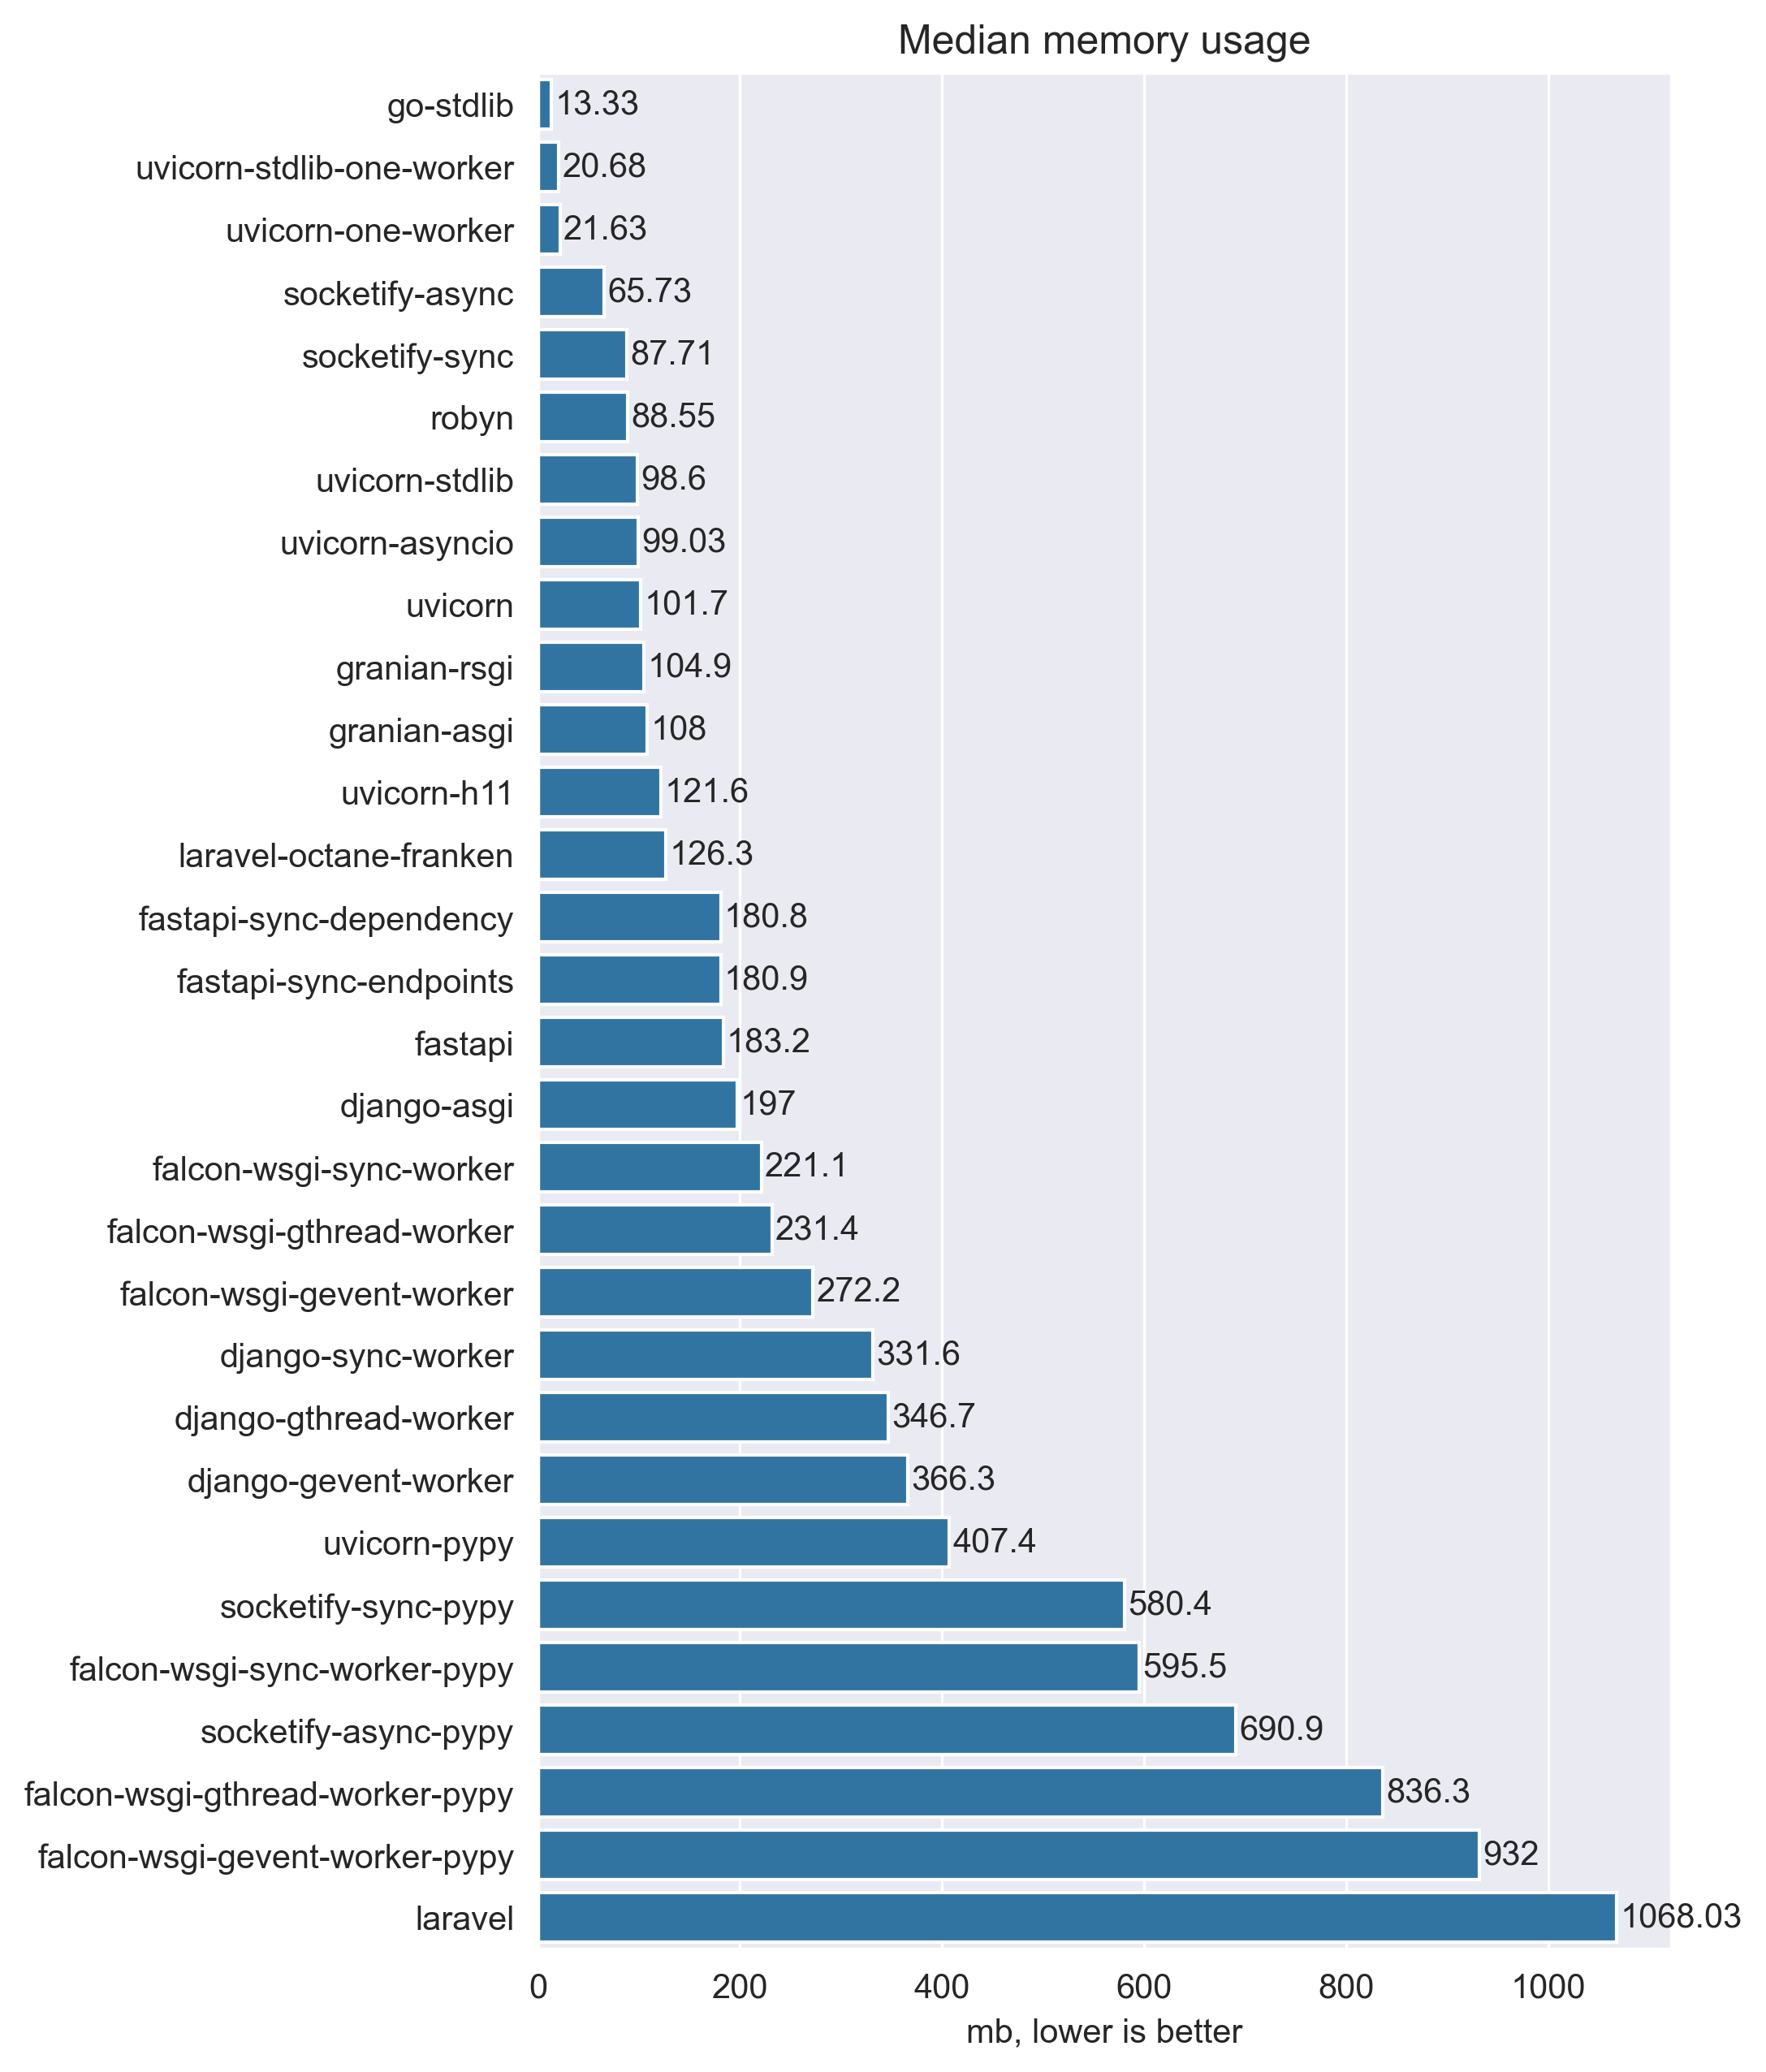 Median memory usage
go-stdlib 13.33
uvicorn-stdlib-one-worker 20.68
uvicorn-one-worker 21.63
socketify-async 65.73
socketify-sync 87.71
robyn 88.55
uvicorn-stdlib 98.6
uvicorn-asyncio 99.03
uvicorn 101.7
granian-rsgi 104.9
granian-asgi 108
uvicorn-h11 121.6
laravel-octane-franken 126.3
fastapi-sync-dependency 180.8
fastapi-sync-endpoints 180.9
fastapi 183.2
django-asgi 197
falcon-wsgi-sync-worker 221.1
falcon-wsgi-gthread-worker 231.4
falcon-wsgi-gevent-worker 272.2
django-sync-worker 331.6
django-gthread-worker 346.7
django-gevent-worker 366.3
uvicorn-pypy 407.4
socketify-sync-pypy 580.4
falcon-wsgi-sync-worker-pypy 595.5
socketify-async-pypy 690.9
falcon-wsgi-gthread-worker-pypy 836.3
falcon-wsgi-gevent-worker-pypy 932
laravel 1068.03
0 200 400 600 800 1000
mb, lower is better